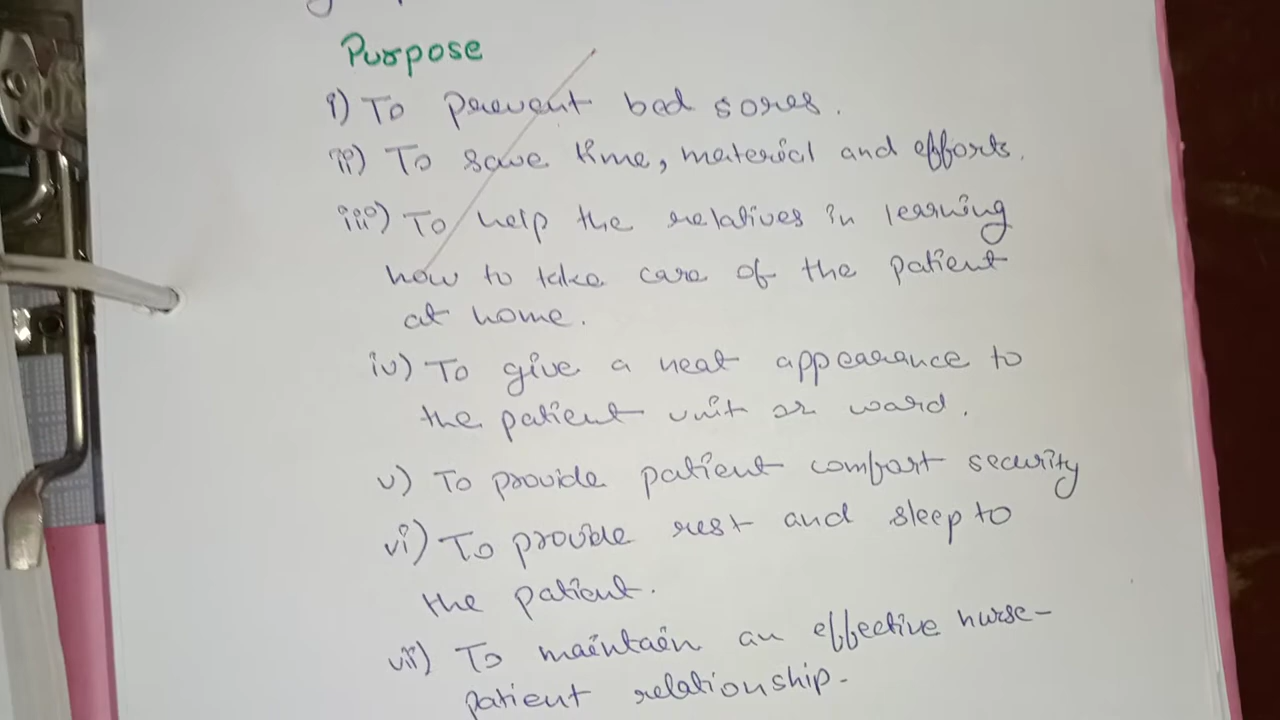 Purpose
i) To prevent bed sores.
ii) To save time, material and efforts.
iii) To help the relatives in learning
how to take care of the patient
at home.
iv) To give a neat appearance to
the patient unit or ward.
v) To provide patient comfort security
vi) To provide rest and sleep to
the patient.
vii) To maintain an effective nurse-
patient relationship.